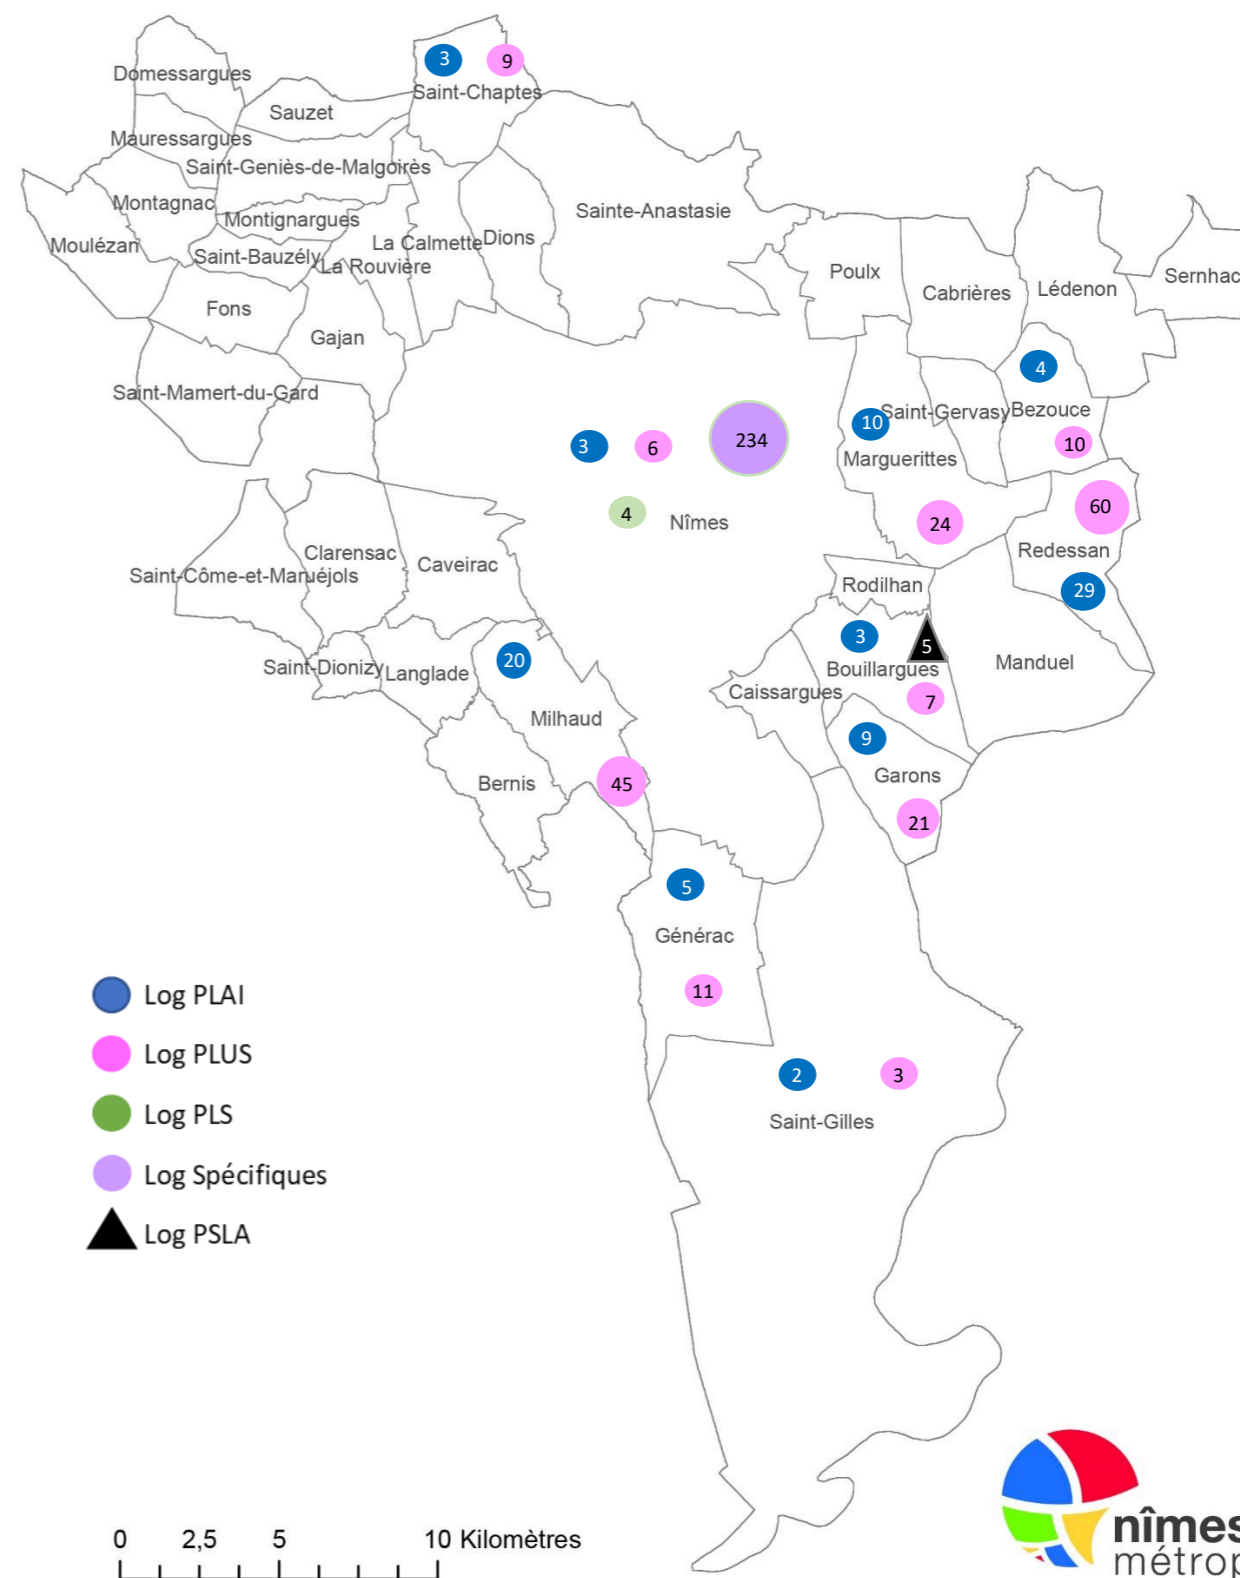 3 9
Domessargues
Saint-Chaptes
Sauzet
Mauressargues
Saint-Geniès-de-Malgoirès
Montagnac
Sainte-Anastasie
Montignargues
Moulézan
La Calmette
Dions
Saint-Bauzély
La Rouvière
Poulx
Cabrières
Lédenon
Sernhac
Fons
Gajan
4
Saint-Mamert-du-Gard
Saint-Gervasy
Bezouce
10
3 6 234
10
Marguerittes
4
Nîmes
24
60
Redessan
Clarensac
Caveirac
Saint-Côme-et-Maruéjols
Rodilhan
29
3 5
Bouillargues
Manduel
20
Saint-Dionizy
Langlade
Caissargues
7
Milhaud
9
Garons
Bernis
45
21
5
Générac
11
2 3
Saint-Gilles
Log PLAI
Log PLUS
Log PLS
Log Spécifiques
Log PSLA
0 2,5 5 10 Kilomètres
nîmes
métrop